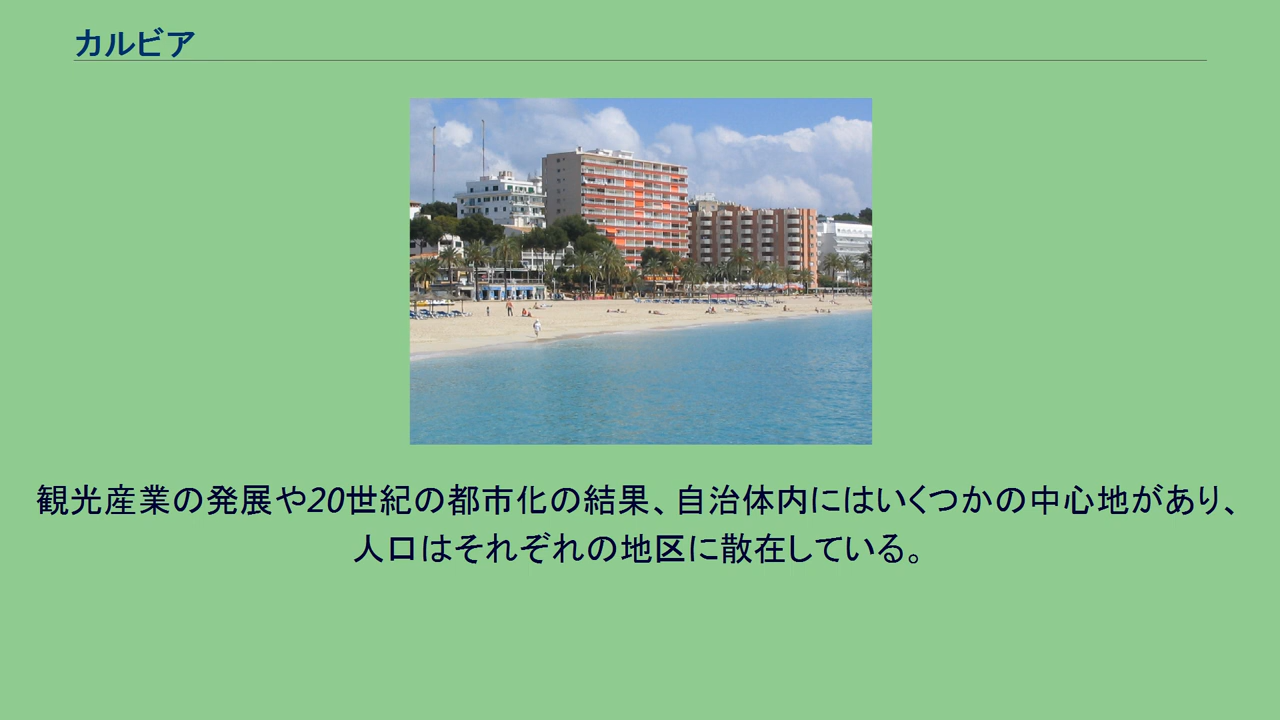 カルビア
観光産業の発展や20世紀の都市化の結果、自治体内にはいくつかの中心地があり、
人口はそれぞれの地区に散在している。